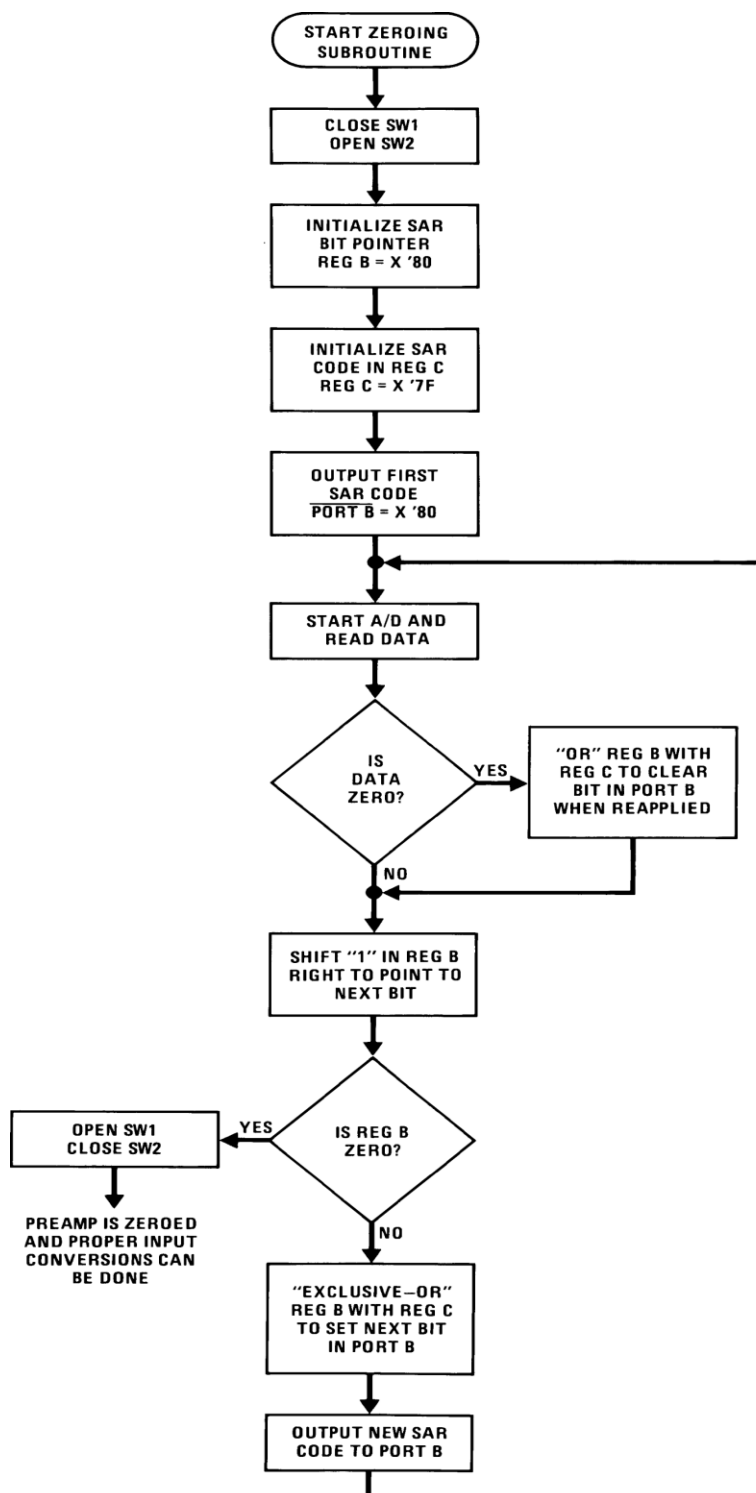 START ZEROING
SUBROUTINE
CLOSE SW1
OPEN SW2
INITIALIZE SAR
BIT POINTER
REG B = X '80
INITIALIZE SAR
CODE IN REG C
REG C = X '7F
OUTPUT FIRST
SAR CODE
PORT B = X '80
START A/D AND
READ DATA
IS
DATA
ZERO?
YES
"OR" REG B WITH
REG C TO CLEAR
BIT IN PORT B
WHEN REAPPLIED
NO
SHIFT "1" IN REG B
RIGHT TO POINT TO
NEXT BIT
IS REG B
ZERO?
YES
OPEN SW1
CLOSE SW2
PREAMP IS ZEROED
AND PROPER INPUT
CONVERSIONS CAN
BE DONE
NO
"EXCLUSIVE–OR"
REG B WITH REG C
TO SET NEXT BIT
IN PORT B
OUTPUT NEW SAR
CODE TO PORT B